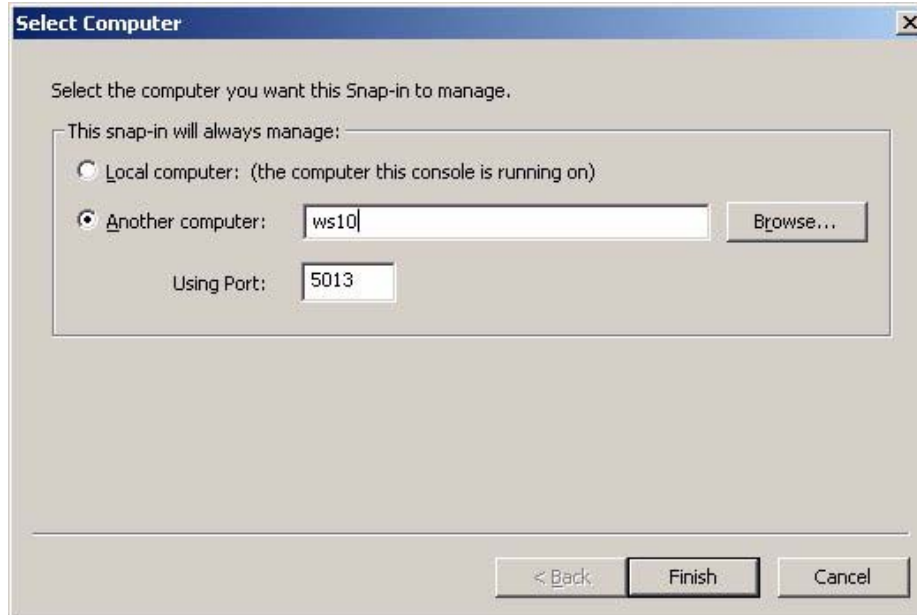 Select Computer
Select the computer you want this Snap-in to manage.
This snap-in will always manage:
Local computer: (the computer this console is running on)
Another computer: ws10 Browse...
Using Port: 5013
< Back Finish Cancel